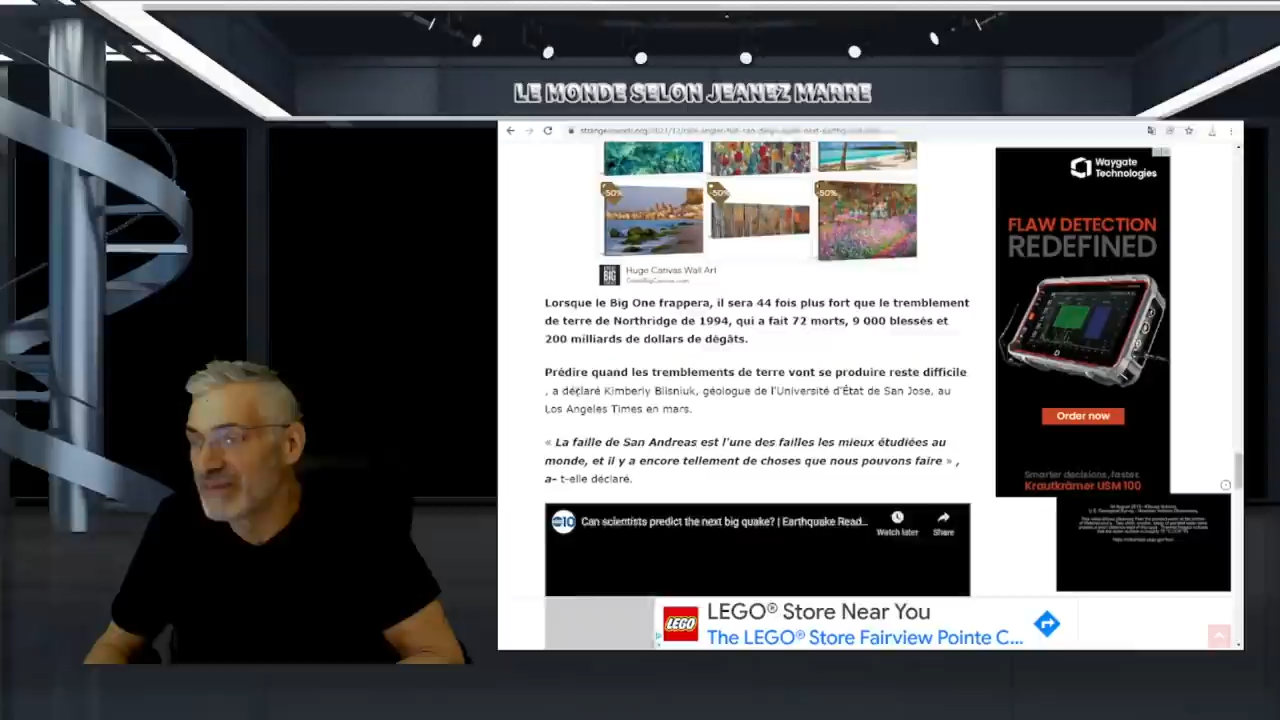 LE MONDE SELON JEANEZ MARRE
-50%
-50%
-50%
Huge Canvas Wall Art
Lorsque le Big One frappera, il sera 44 fois plus fort que le tremblement
de terre de Northridge de 1994, qui a fait 72 morts, 9 000 blessés et
200 milliards de dollars de dégâts.
Prédire quand les tremblements de terre vont se produire reste difficile
, a déclaré Kimberly Blisniuk, géologue de l'Université d'État de San Jose, au
Los Angeles Times en mars.
« La faille de San Andreas est l'une des failles les mieux étudiées au
monde, et il y a encore tellement de choses que nous pouvons faire » ,
a- t-elle déclaré.
abc10
Can scientists predict the next big quake? | Earthquake Read...
Watch later
Share
Waygate
Technologies
FLAW DETECTION
REDEFINED
Order now
Smarter decisions, faster.
Krautkrämer USM 100
LEGO
LEGO® Store Near You
The LEGO® Store Fairview Pointe C...